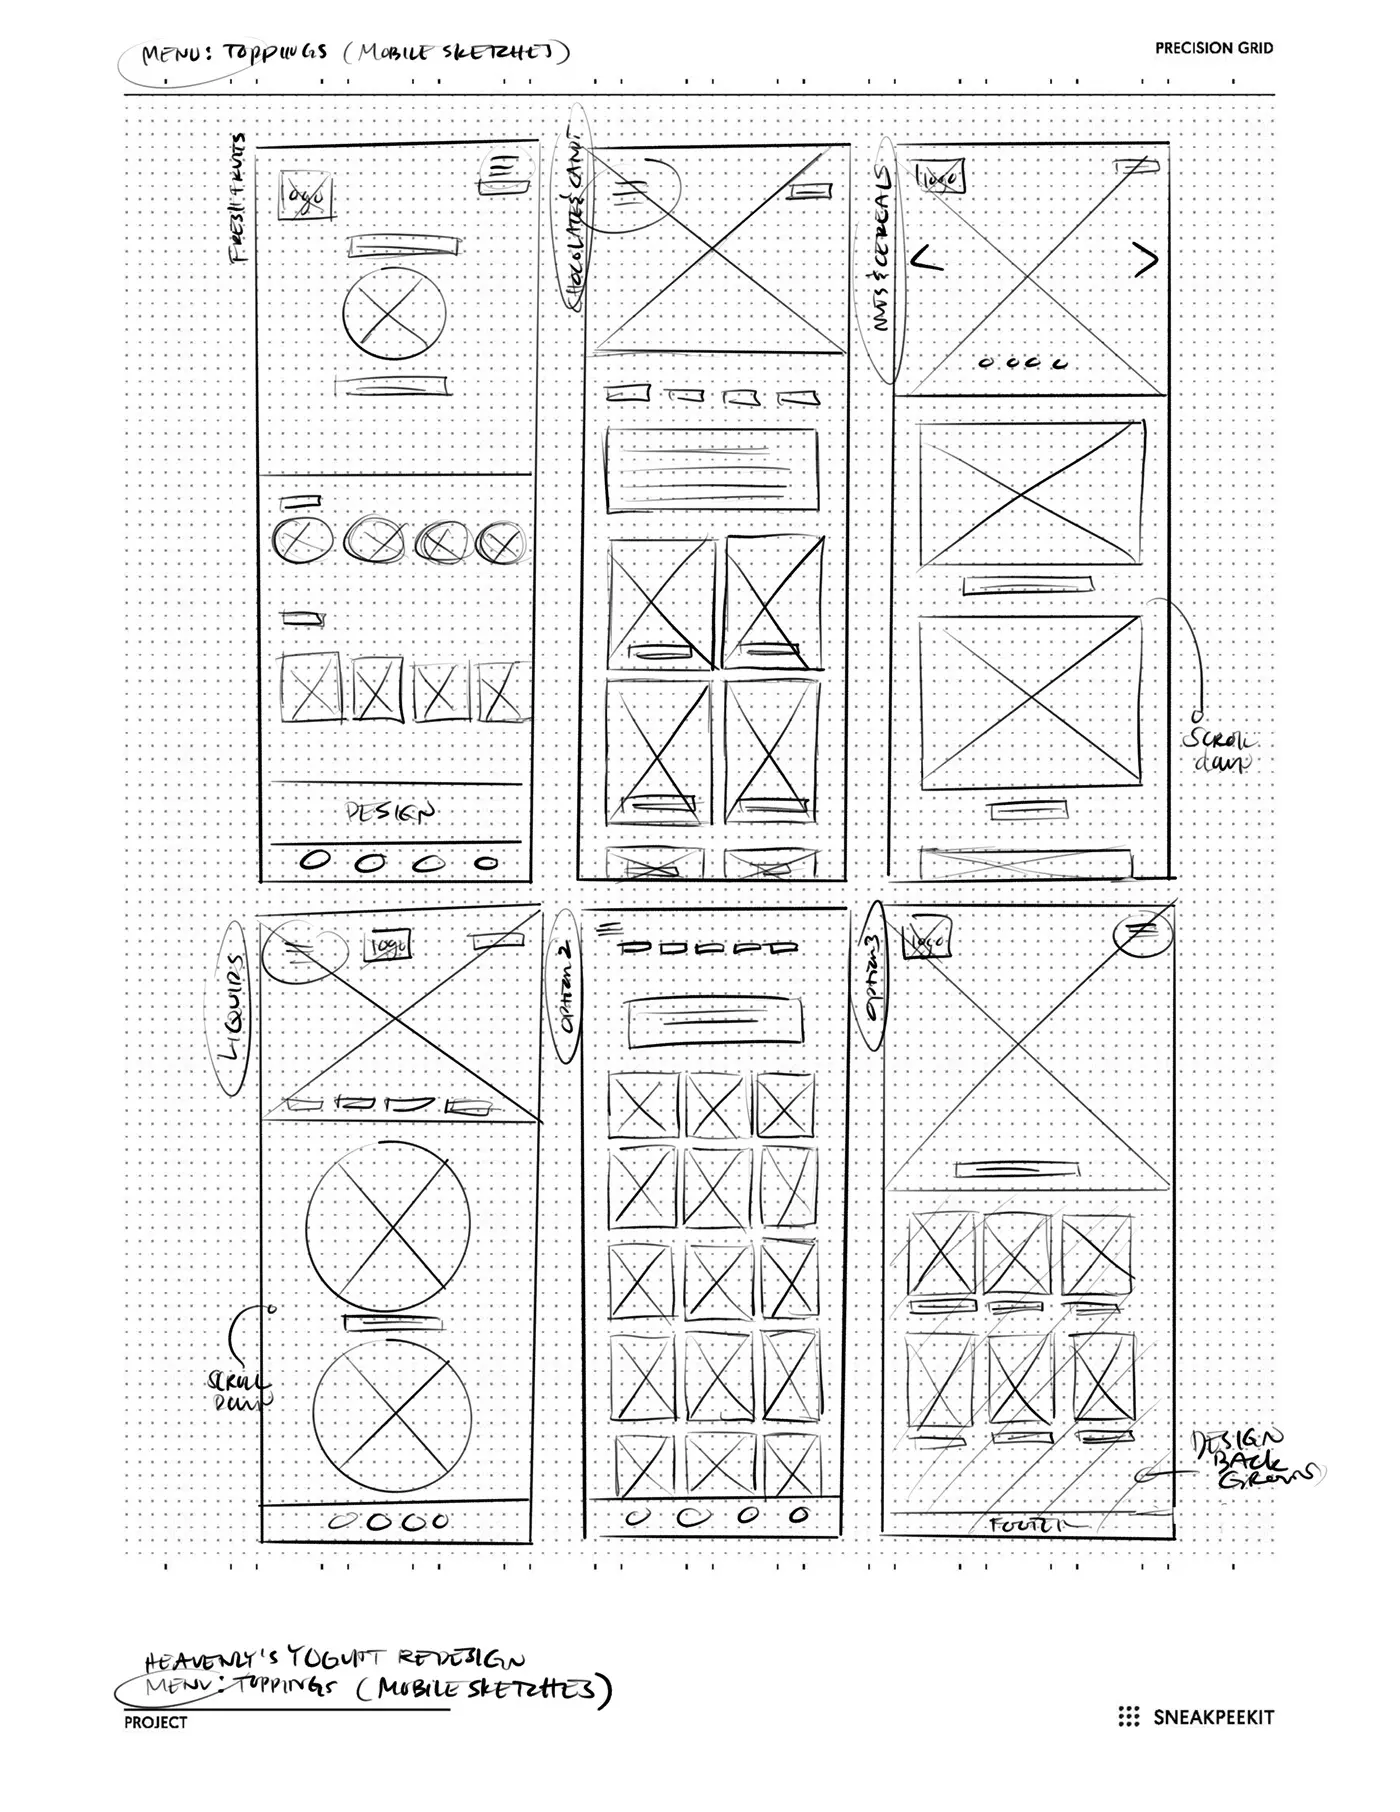 MENU: TOPPINGS (MOBILE SKETCHES)
PRECISION GRID
FRESH FRUITS
logo
CHOCOLATE & CANDY
NUTS & CEREALS
logo
SCROLL
down
DESIGN
LIQUIDS
logo
OPTION 2
OPTION 3
logo
SCROLL
Down
DESIGN
BACK
GROUND
FOOTER
HEAVENLY'S YOGURT REDESIGN
MENU: TOPPINGS (MOBILE SKETCHES)
PROJECT
SNEAKPEEKIT